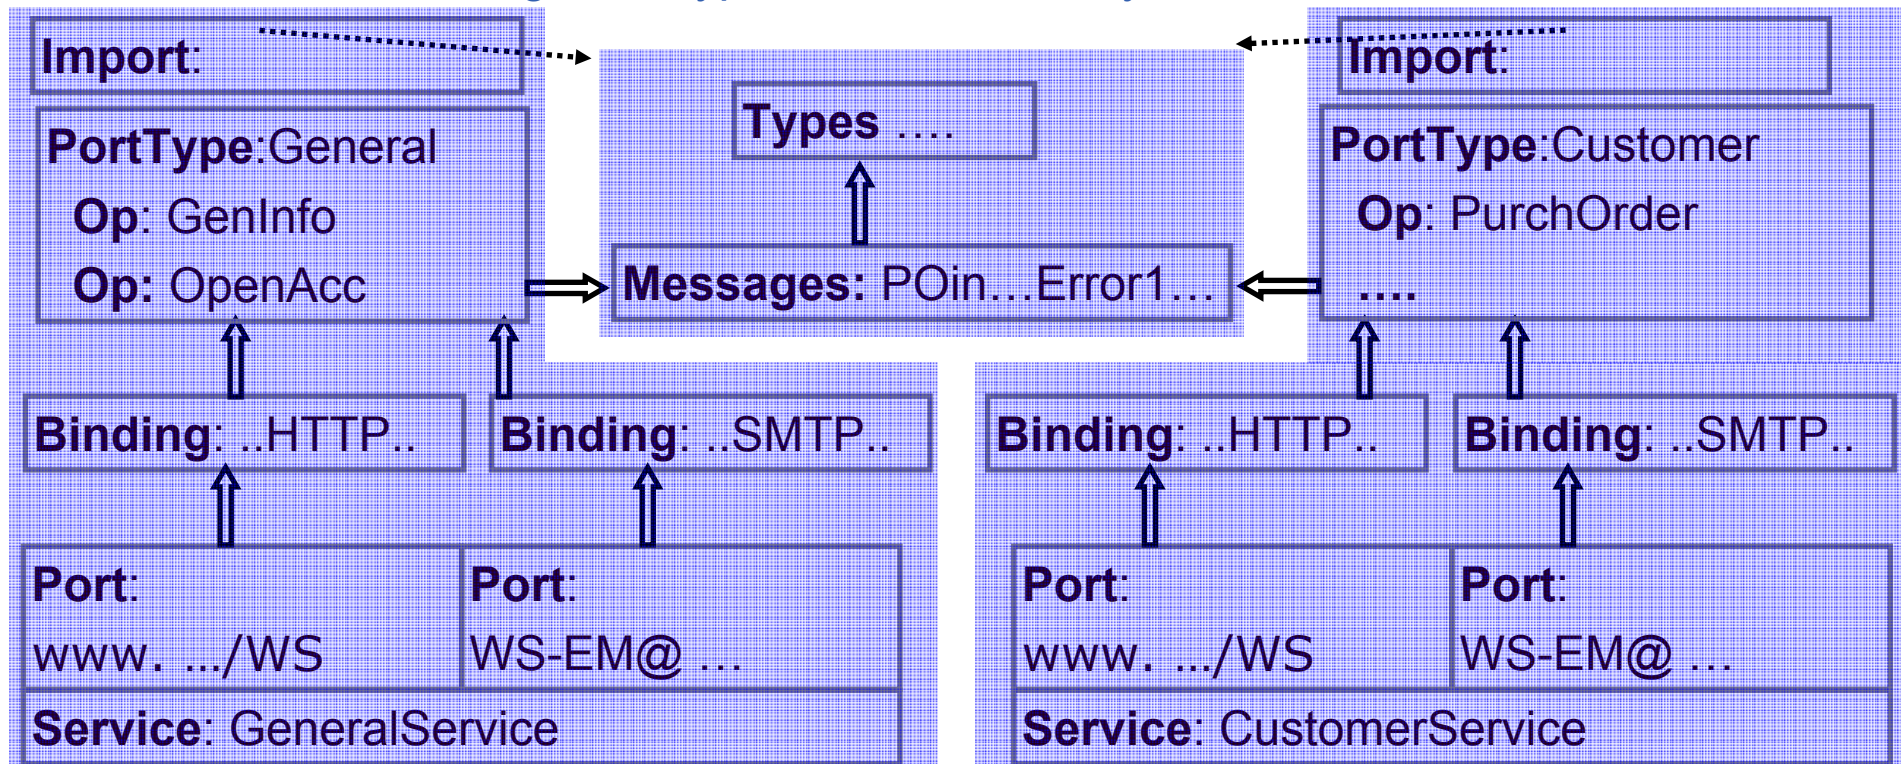 Import:
PortType:General
Op: GenInfo
Op: OpenAcc
Types ....
Messages: POin...Error1...
Import:
PortType:Customer
Op: PurchOrder
....
Binding: ..HTTP..
Binding: ..SMTP..
Binding: ..HTTP..
Binding: ..SMTP..
Port:
www. .../WS
Port:
WS-EM@ ...
Service: GeneralService
Port:
www. .../WS
Port:
WS-EM@ ...
Service: CustomerService